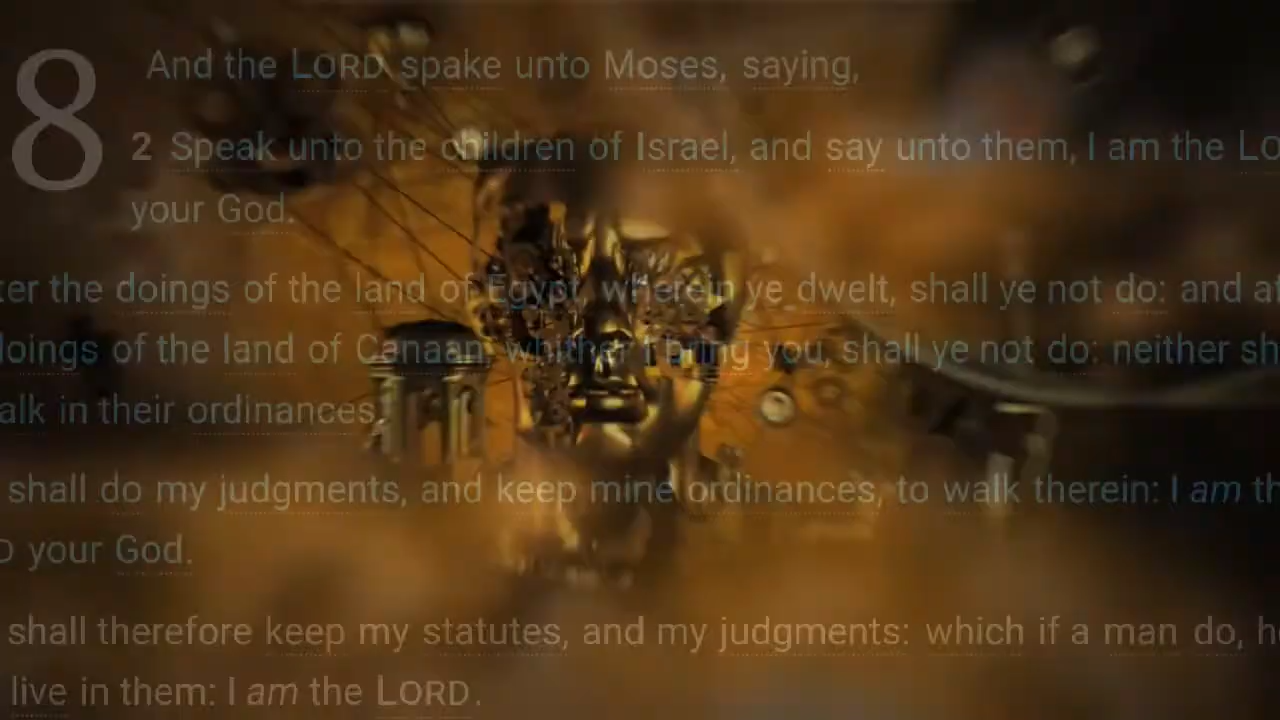 8 And the LORD spake unto Moses, saying,
2 Speak unto the children of Israel, and say unto them, I am the LO
your God.
ter the doings of the land of Egypt wherein ye dwelt, shall ye not do: and af
doings of the land of Canaan, whither I bring you, shall ye not do: neither sh
alk in their ordinances.
shall do my judgments, and keep mine ordinances, to walk therein: I am th
D your God.
shall therefore keep my statutes, and my judgments: which if a man do, h
live in them: I am the LORD.